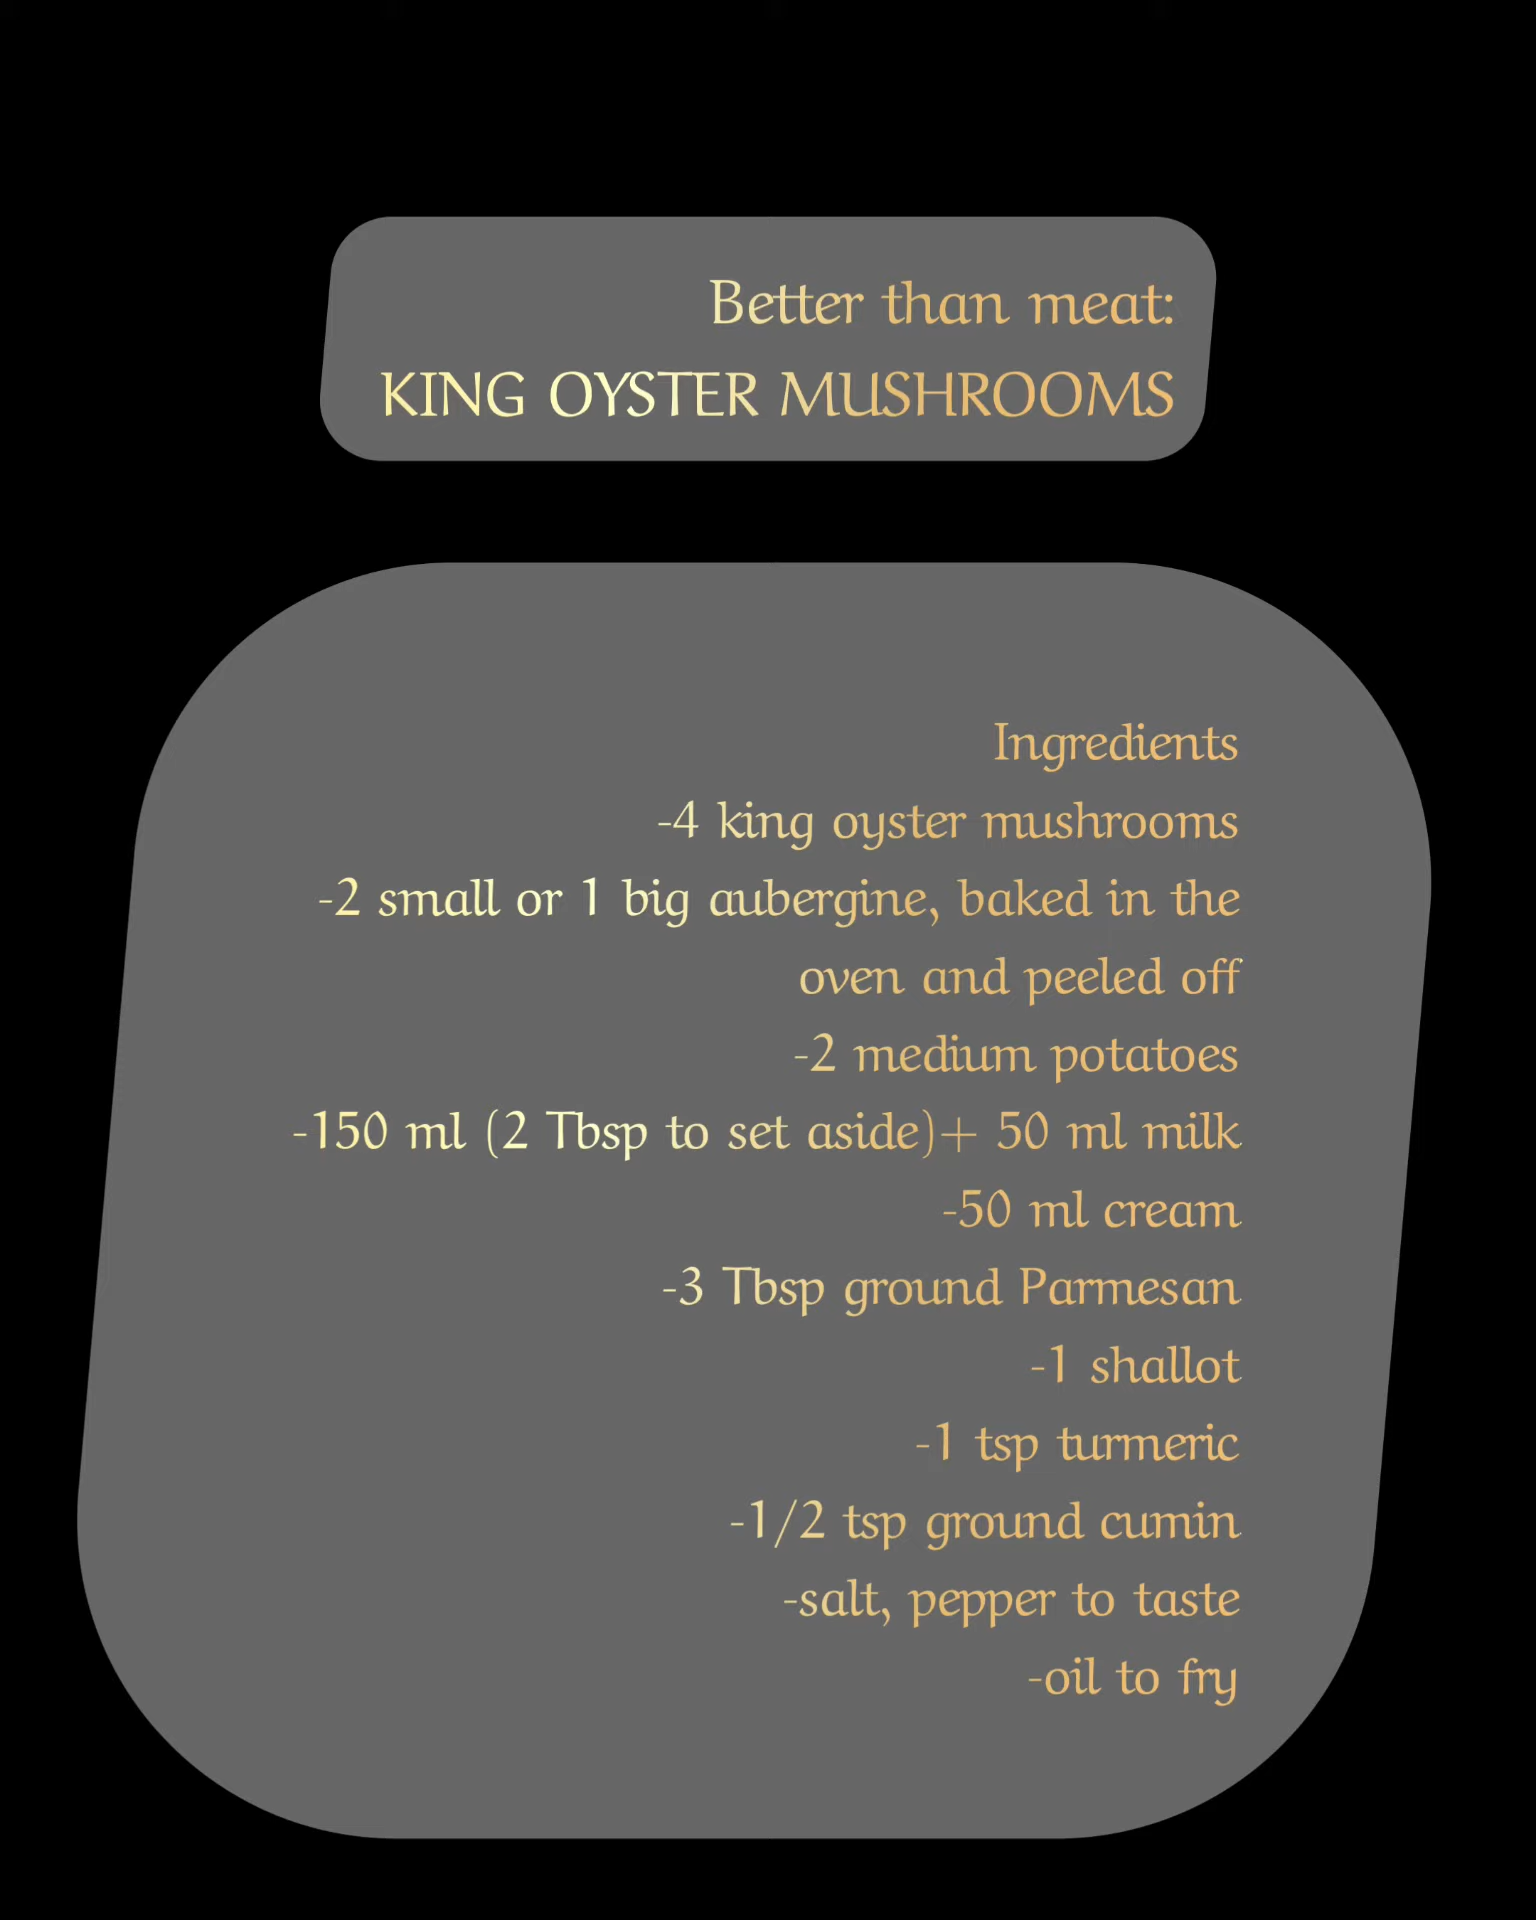 Better than meat:
KING OYSTER MUSHROOMS
Ingredients
-4 king oyster mushrooms
-2 small or 1 big aubergine, baked in the
oven and peeled off
-2 medium potatoes
-150 ml (2 Tbsp to set aside)+ 50 ml milk
-50 ml cream
-3 Tbsp ground Parmesan
-1 shallot
-1 tsp turmeric
-1/2 tsp ground cumin
-salt, pepper to taste
-oil to fry